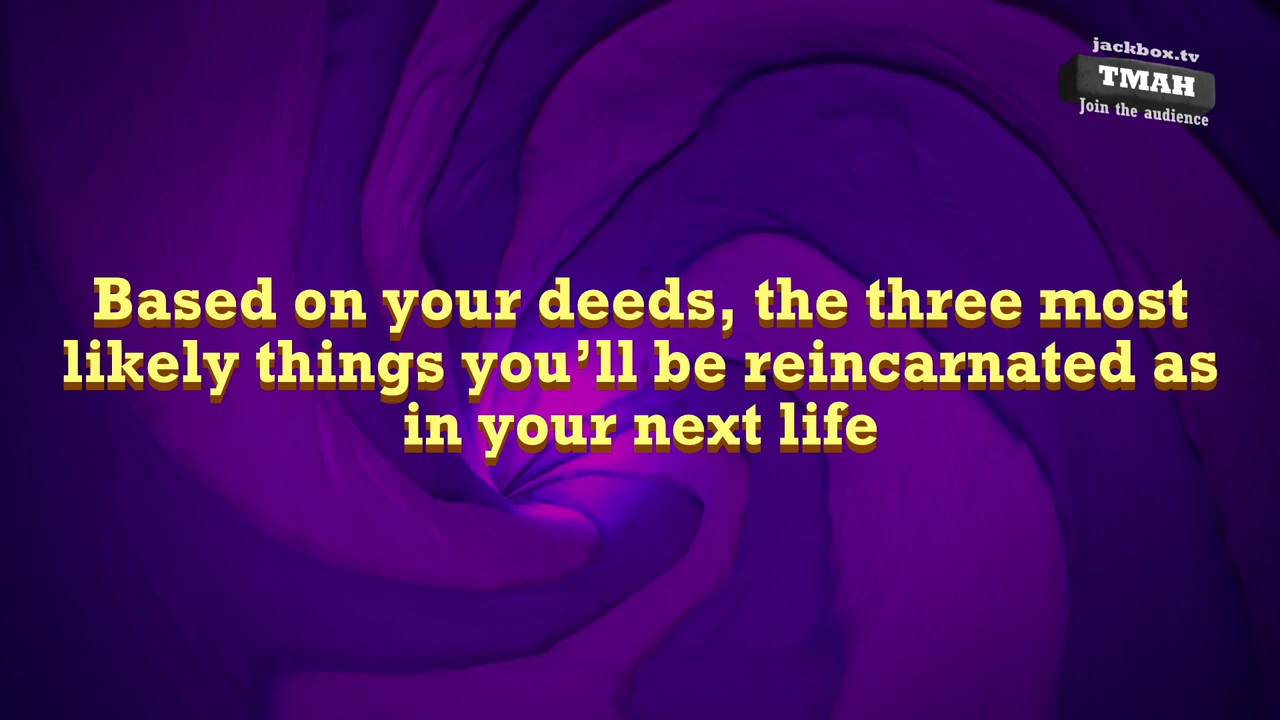 jackbox.tv
TMAH
Join the audience
Based on your deeds, the three most
likely things you’ll be reincarnated as
in your next life